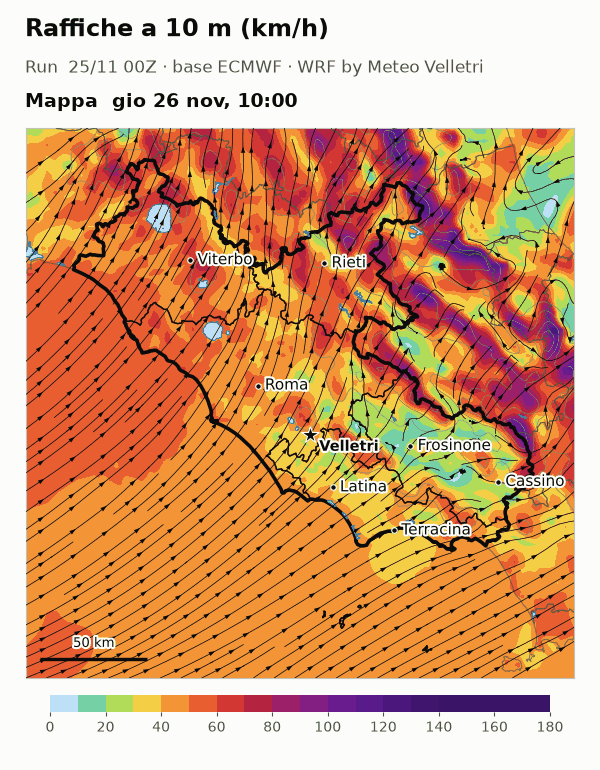 Raffiche a 10 m (km/h)
Run  25/11 00Z · base ECMWF · WRF by Meteo Velletri
Mappa  gio 26 nov, 10:00
Viterbo
Rieti
Roma
Velletri
Frosinone
Cassino
Latina
Terracina
50 km
0 20 40 60 80 100 120 140 160 180